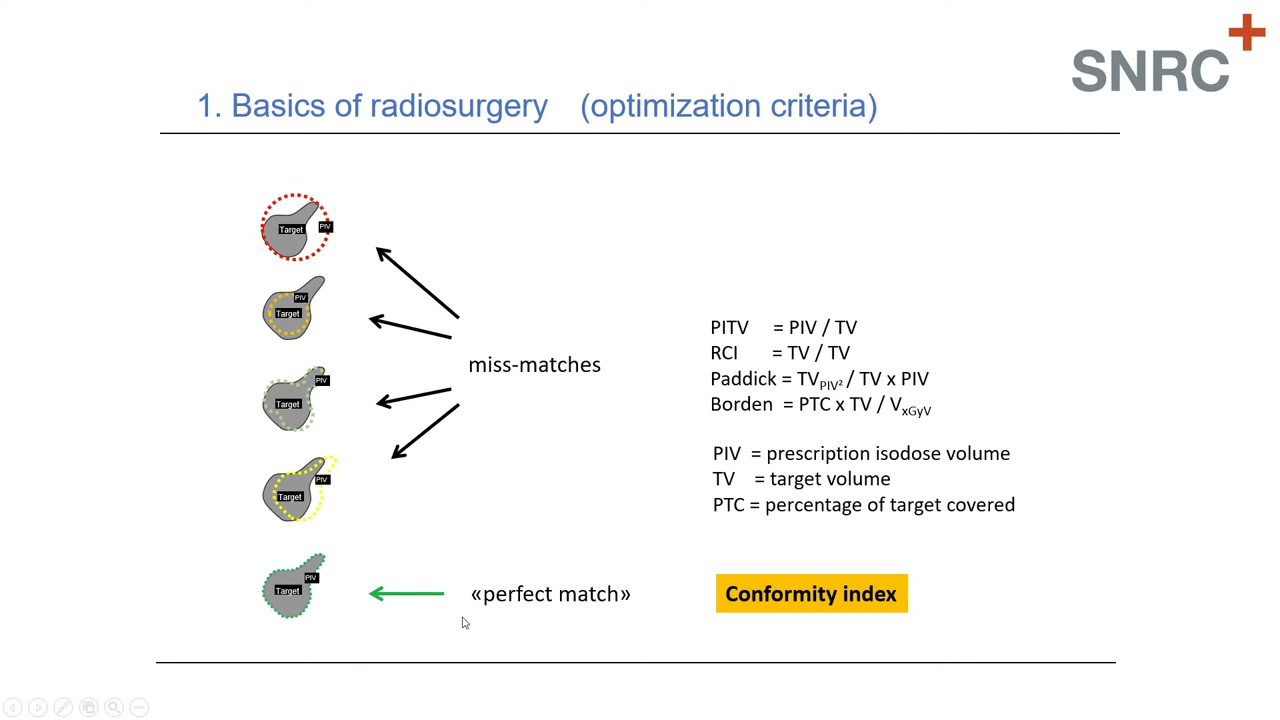 SNRC
1. Basics of radiosurgery (optimization criteria)
Target PIV
PIV
Target
PIV
Target
PIV
Target
PIV
Target
miss-matches
«perfect match»
PITV = PIV / TV
RCI = TV / TV
Paddick = TVPIV² / TV x PIV
Borden = PTC x TV / VxGyV
PIV = prescription isodose volume
TV = target volume
PTC = percentage of target covered
Conformity index